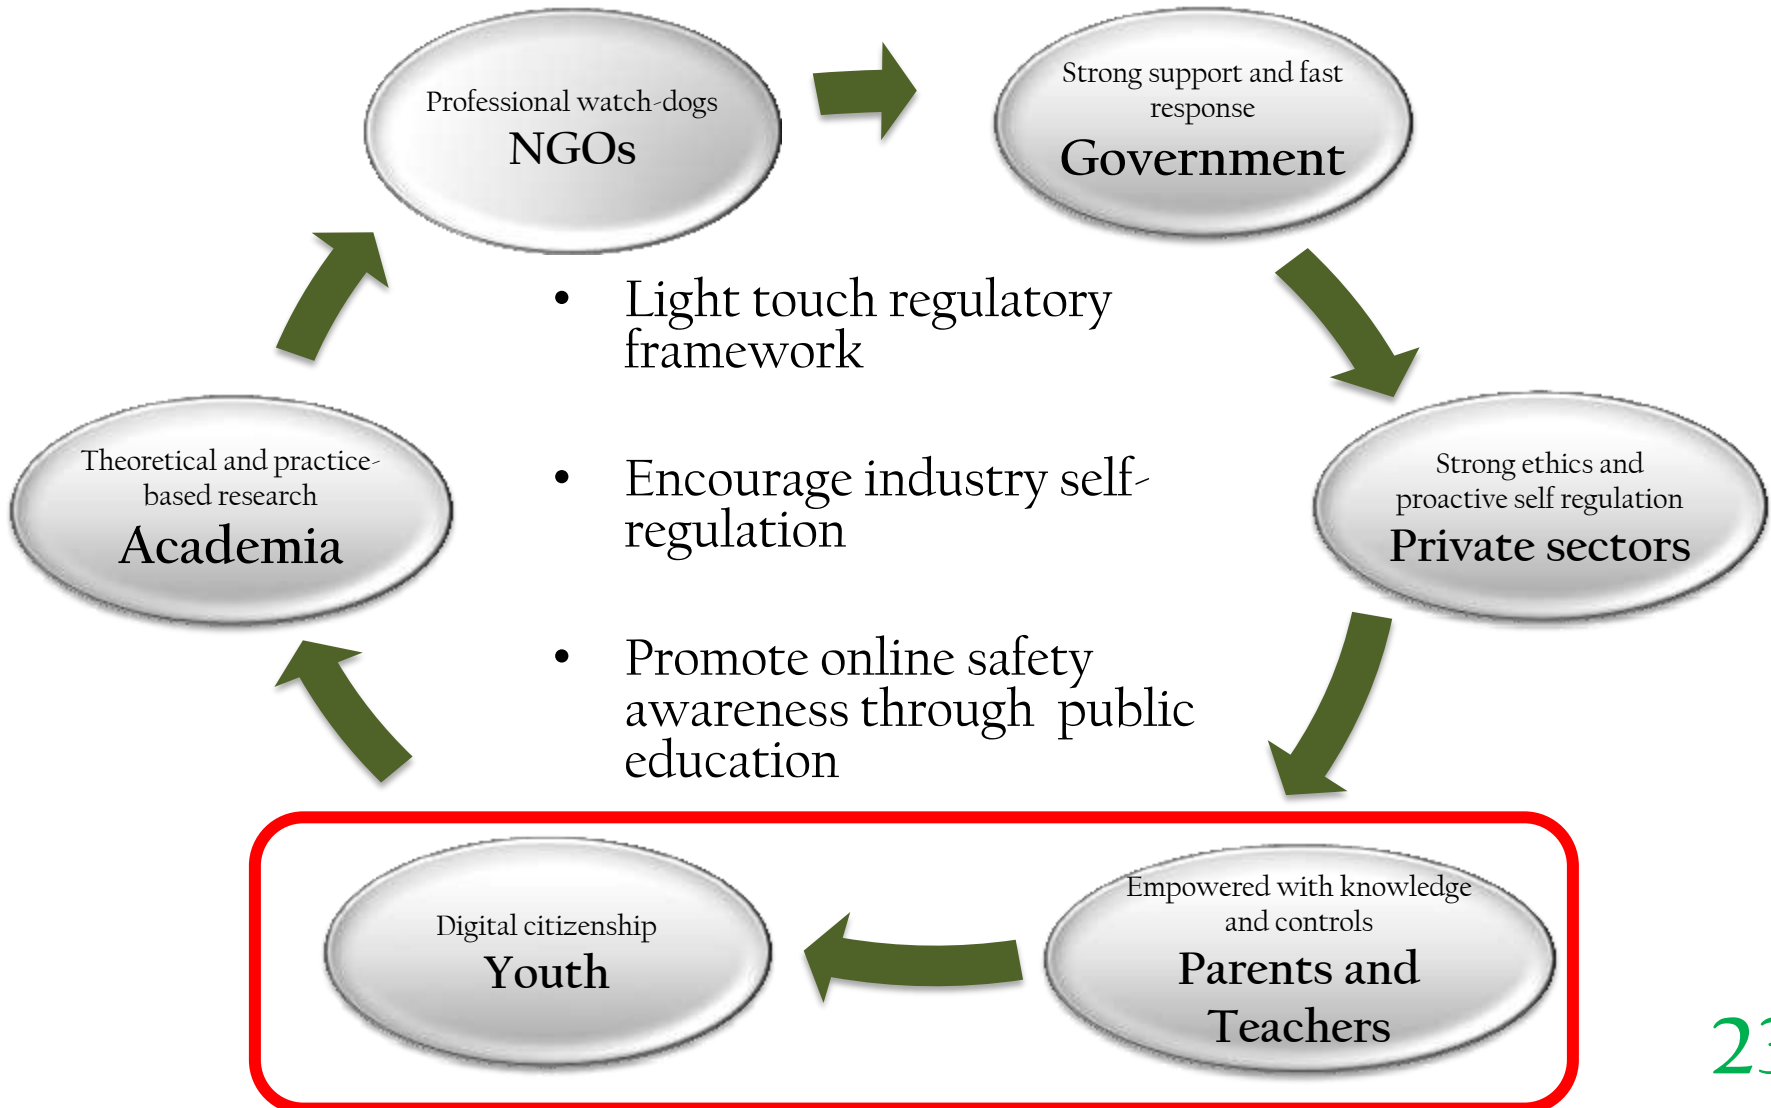 Professional watch-dogs
NGOs
Strong support and fast
response
Government
• Light touch regulatory
framework
• Encourage industry self-
regulation
• Promote online safety
awareness through public
education
Theoretical and practice-
based research
Academia
Strong ethics and
proactive self regulation
Private sectors
Digital citizenship
Youth
Empowered with knowledge
and controls
Parents and
Teachers